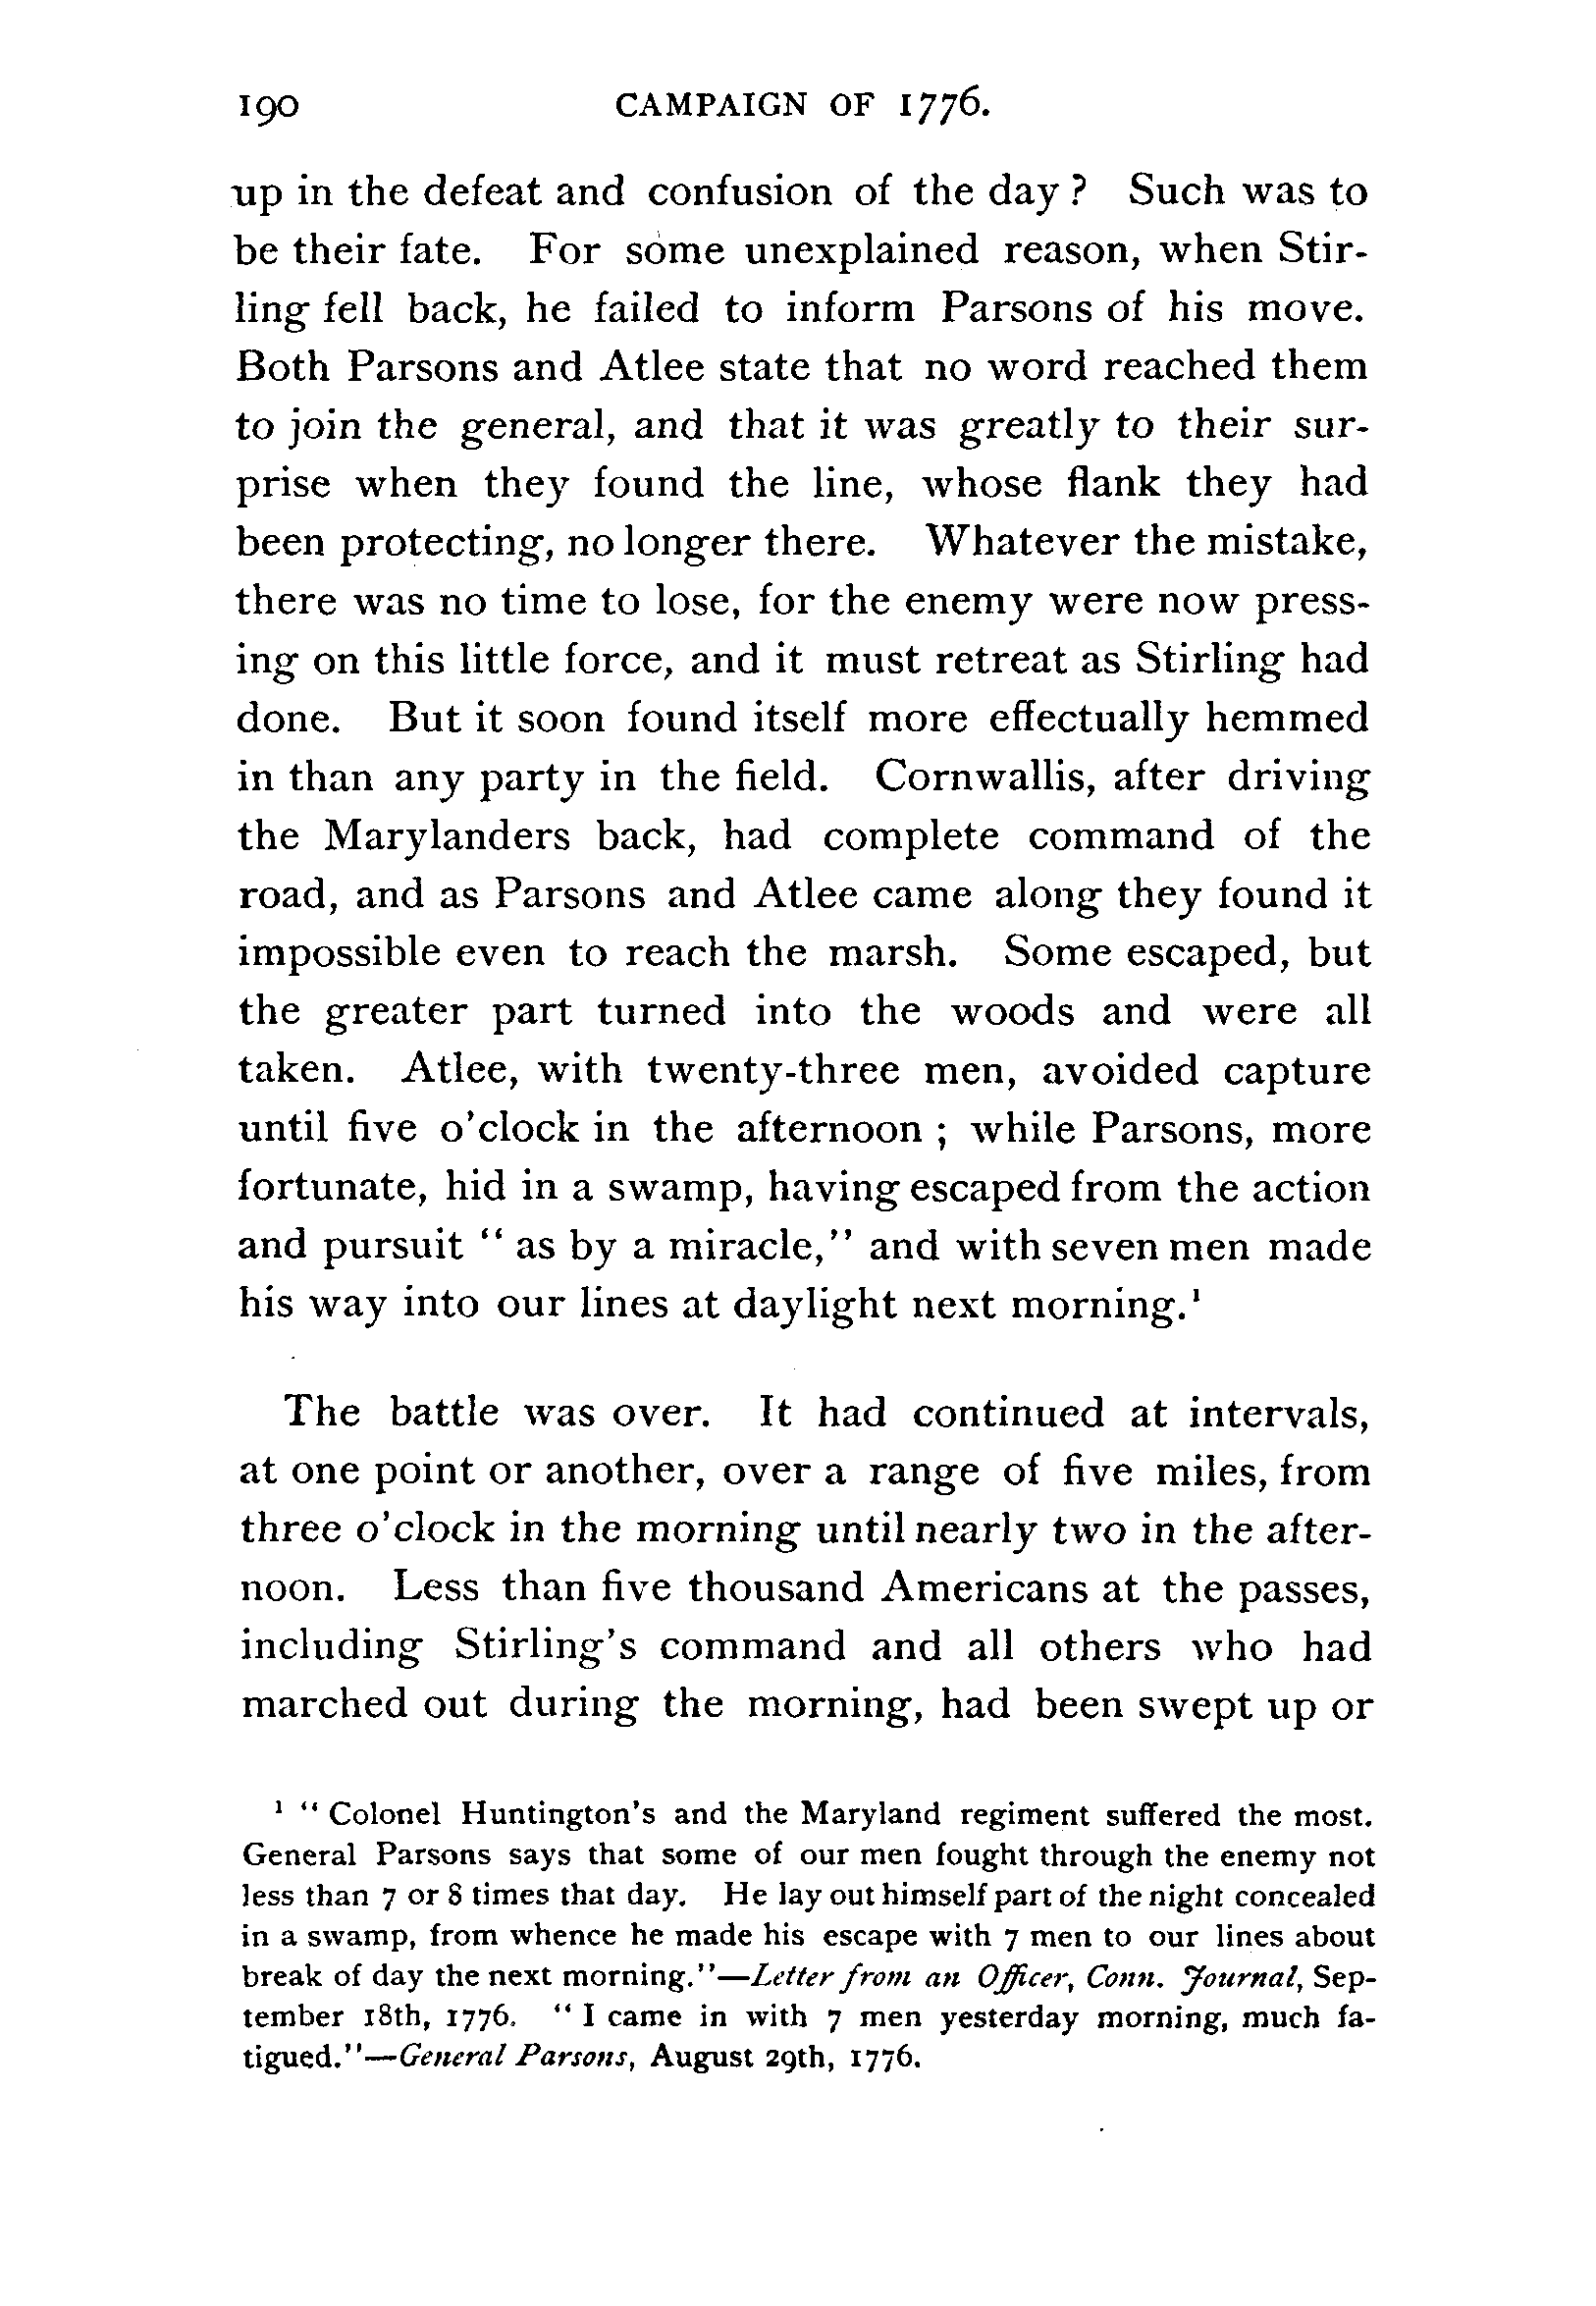 190 CAMPAIGN OF 1776.
up in the defeat and confusion of the day ? Such was to
be their fate. For some unexplained reason, when Stir-
ling fell back, he failed to inform Parsons of his move.
Both Parsons and Atlee state that no word reached them
to join the general, and that it was greatly to their sur-
prise when they found the line, whose flank they had
been protecting, no longer there. Whatever the mistake,
there was no time to lose, for the enemy were now press-
ing on this little force, and it must retreat as Stirling had
done. But it soon found itself more effectually hemmed
in than any party in the field. Cornwallis, after driving
the Marylanders back, had complete command of the
road, and as Parsons and Atlee came along they found it
impossible even to reach the marsh. Some escaped, but
the greater part turned into the woods and were all
taken. Atlee, with twenty-three men, avoided capture
until five o'clock in the afternoon ; while Parsons, more
fortunate, hid in a swamp, having escaped from the action
and pursuit “ as by a miracle,” and with seven men made
his way into our lines at daylight next morning.¹
The battle was over. It had continued at intervals,
at one point or another, over a range of five miles, from
three o'clock in the morning until nearly two in the after-
noon. Less than five thousand Americans at the passes,
including Stirling's command and all others who had
marched out during the morning, had been swept up or
¹ “ Colonel Huntington's and the Maryland regiment suffered the most.
General Parsons says that some of our men fought through the enemy not
less than 7 or 8 times that day. He lay out himself part of the night concealed
in a swamp, from whence he made his escape with 7 men to our lines about
break of day the next morning.”—Letter from an Officer, Conn. Journal, Sep-
tember 18th, 1776. “ I came in with 7 men yesterday morning, much fa-
tigued.”—General Parsons, August 29th, 1776.